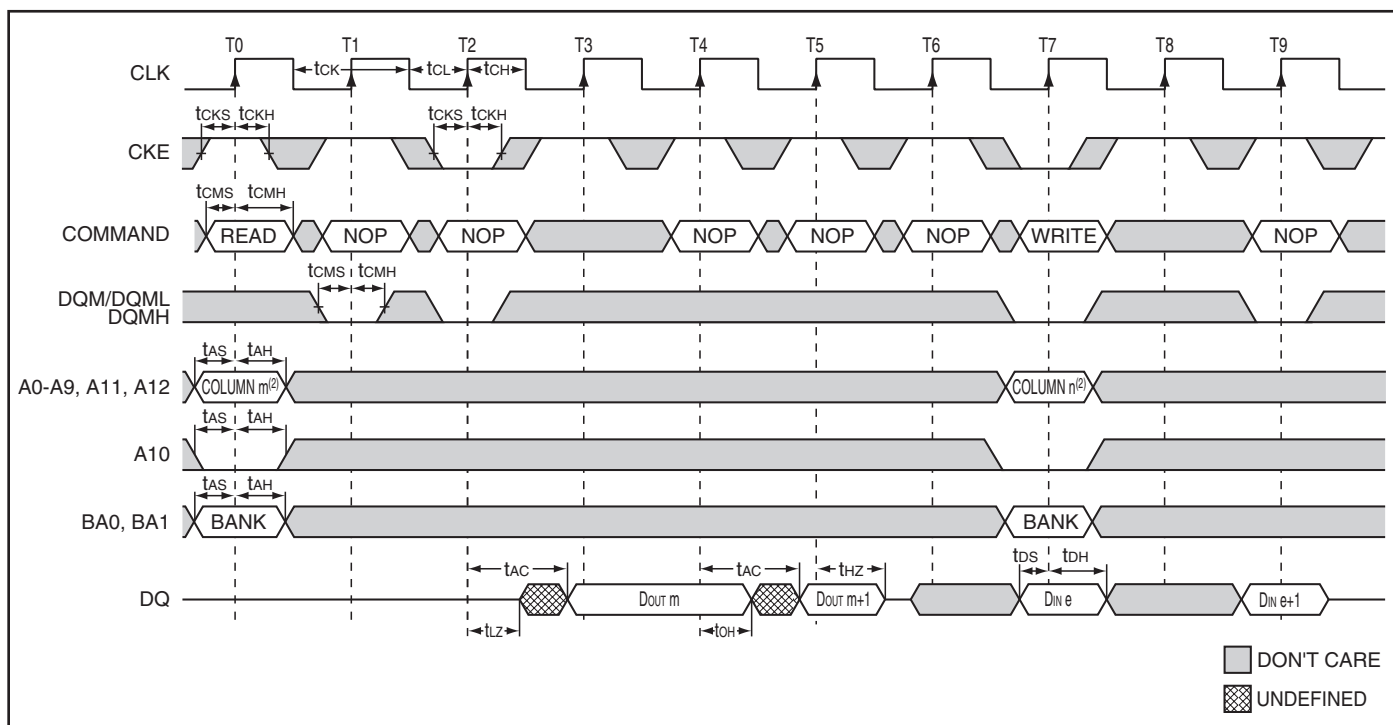 T0 T1 T2 T3 T4 T5 T6 T7 T8 T9
CLK tCK tCL tCH
tCKS tCKH tCKS tCKH
CKE
tCMS tCMH
COMMAND READ NOP NOP NOP NOP NOP WRITE NOP
tCMS tCMH
DQM/DQML
DQMH
tAS tAH
A0-A9, A11, A12 COLUMN m(2) COLUMN n(2)
tAS tAH
A10
tAS tAH
BA0, BA1 BANK BANK
tAC tAC tHZ tDS tDH
DQ DOUT m DOUT m+1 DIN e DIN e+1
tLZ tOH
DON'T CARE
UNDEFINED